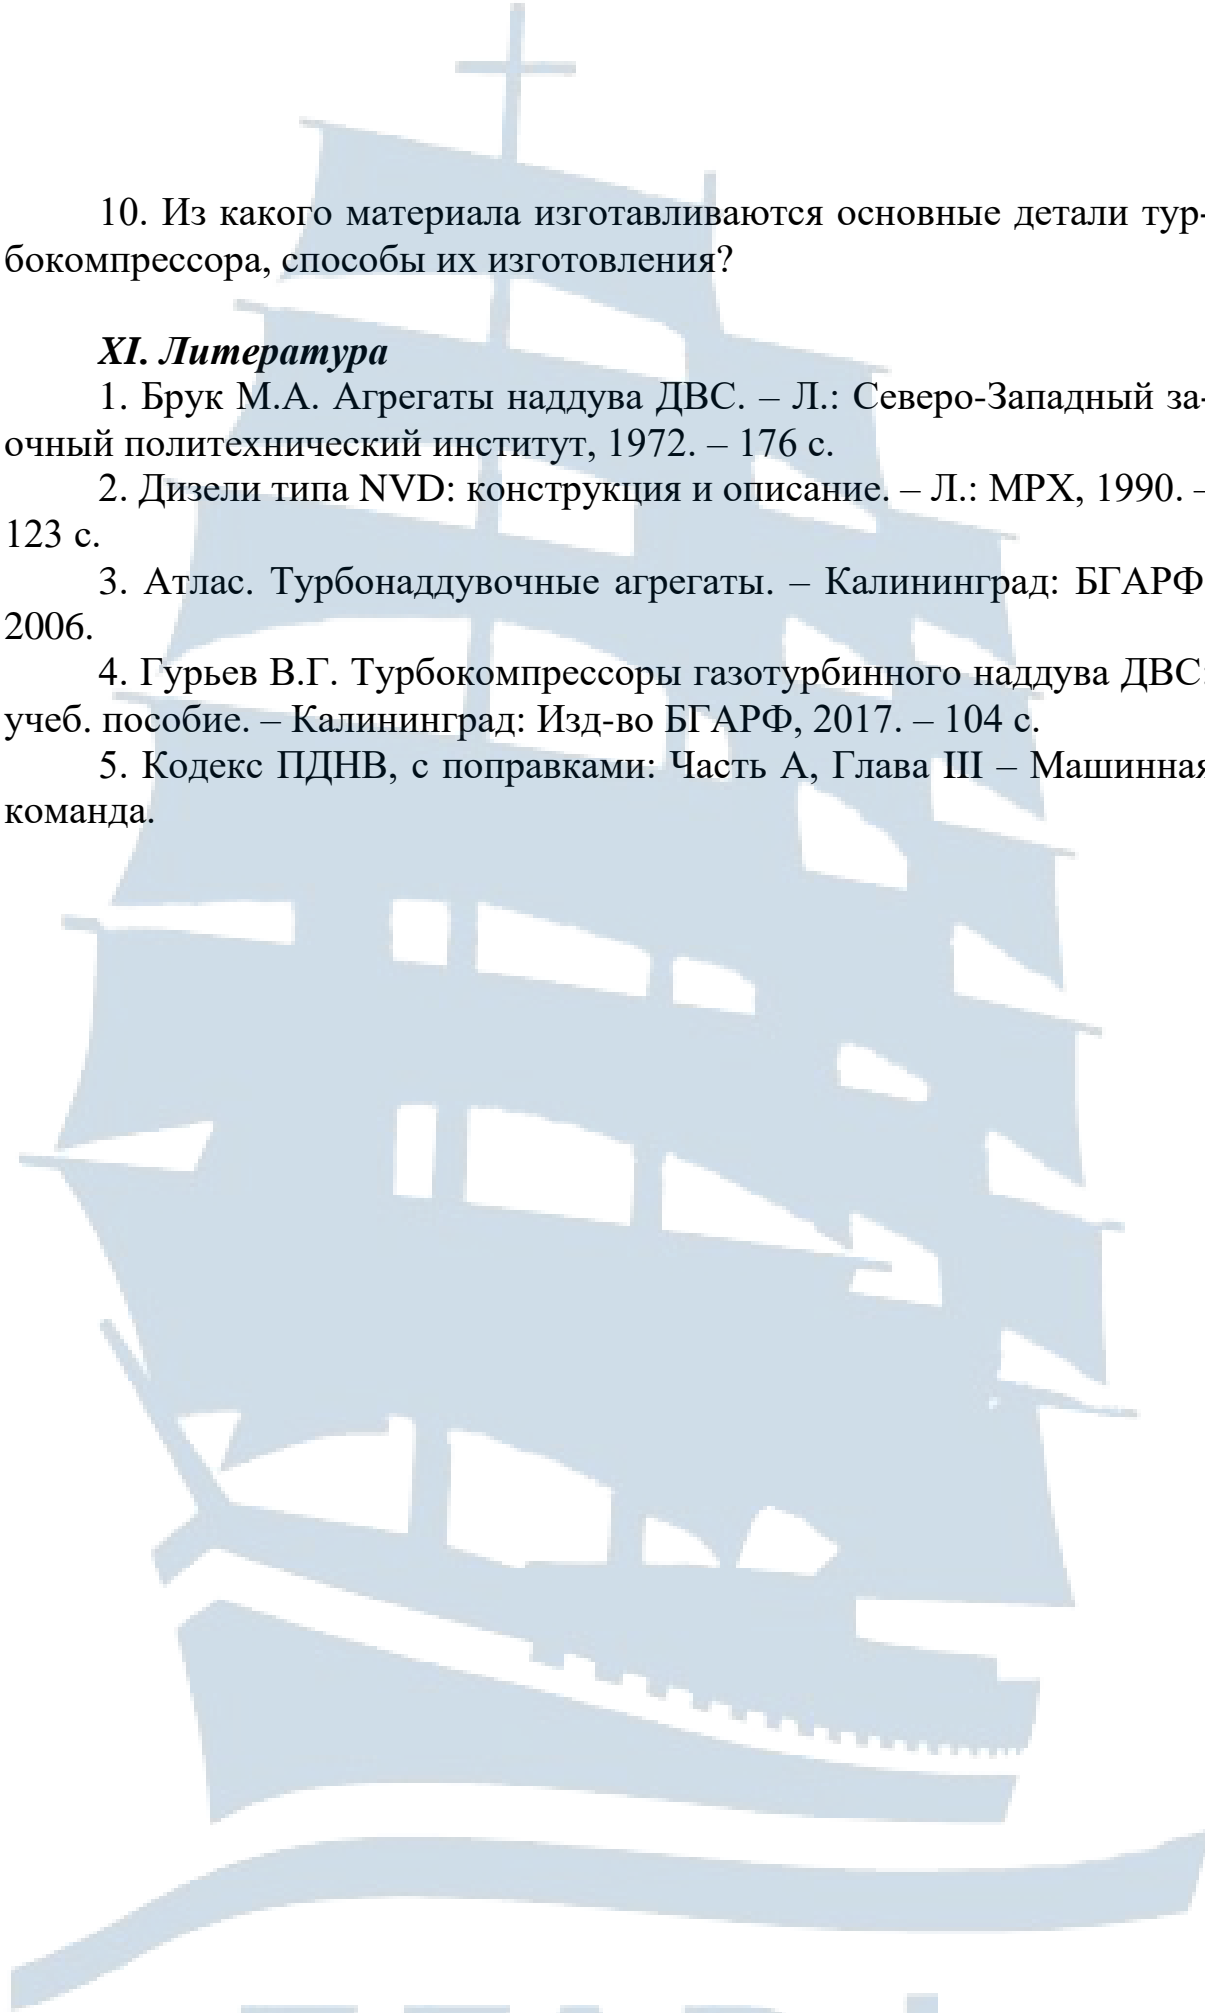 10. Из какого материала изготавливаются основные детали тур-
бокомпрессора, способы их изготовления?
XI. Литература
1. Брук М.А. Агрегаты наддува ДВС. – Л.: Северо-Западный за-
очный политехнический институт, 1972. – 176 с.
2. Дизели типа NVD: конструкция и описание. – Л.: МРХ, 1990. –
123 с.
3. Атлас. Турбонаддувочные агрегаты. – Калининград: БГАРФ,
2006.
4. Гурьев В.Г. Турбокомпрессоры газотурбинного наддува ДВС:
учеб. пособие. – Калининград: Изд-во БГАРФ, 2017. – 104 с.
5. Кодекс ПДНВ, с поправками: Часть А, Глава III – Машинная
команда.